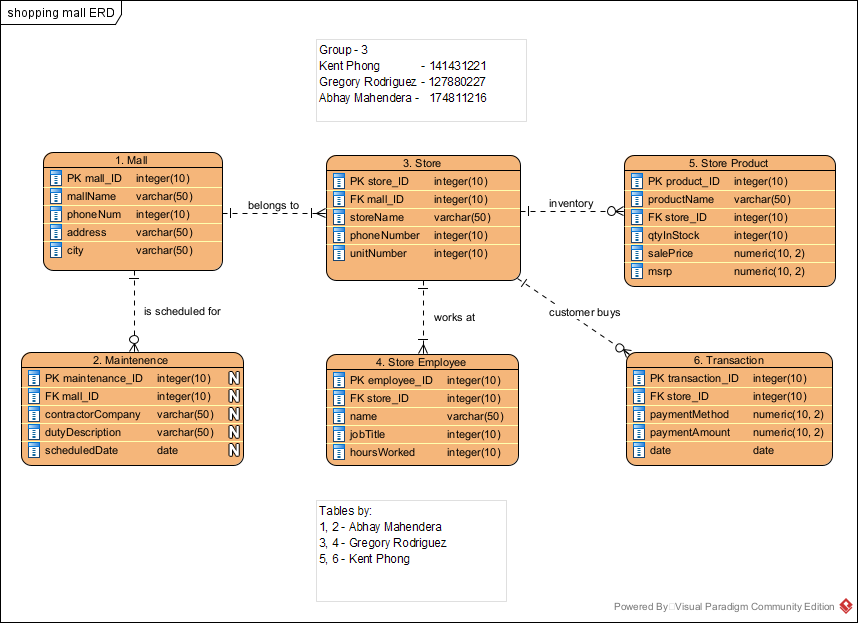 shopping mall ERD
Group - 3
Kent Phong - 141431221
Gregory Rodriguez - 127880227
Abhay Mahendera - 174811216
1. Mall
PK mall_ID integer(10)
mallName varchar(50)
phoneNum integer(10)
address varchar(50)
city varchar(50)
belongs to
3. Store
PK store_ID integer(10)
FK mall_ID integer(10)
storeName varchar(50)
phoneNumber integer(10)
unitNumber integer(10)
inventory
5. Store Product
PK product_ID integer(10)
productName varchar(50)
FK store_ID integer(10)
qtyInStock integer(10)
salePrice numeric(10, 2)
msrp numeric(10, 2)
is scheduled for
works at
customer buys
2. Maintenence
PK maintenance_ID integer(10) N
FK mall_ID integer(10) N
contractorCompany varchar(50) N
dutyDescription varchar(50) N
scheduledDate date N
4. Store Employee
PK employee_ID integer(10)
FK store_ID integer(10)
name varchar(50)
jobTitle integer(10)
hoursWorked integer(10)
6. Transaction
PK transaction_ID integer(10)
FK store_ID integer(10)
paymentMethod numeric(10, 2)
paymentAmount numeric(10, 2)
date date
Tables by:
1, 2 - Abhay Mahendera
3, 4 - Gregory Rodriguez
5, 6 - Kent Phong
Powered By Visual Paradigm Community Edition